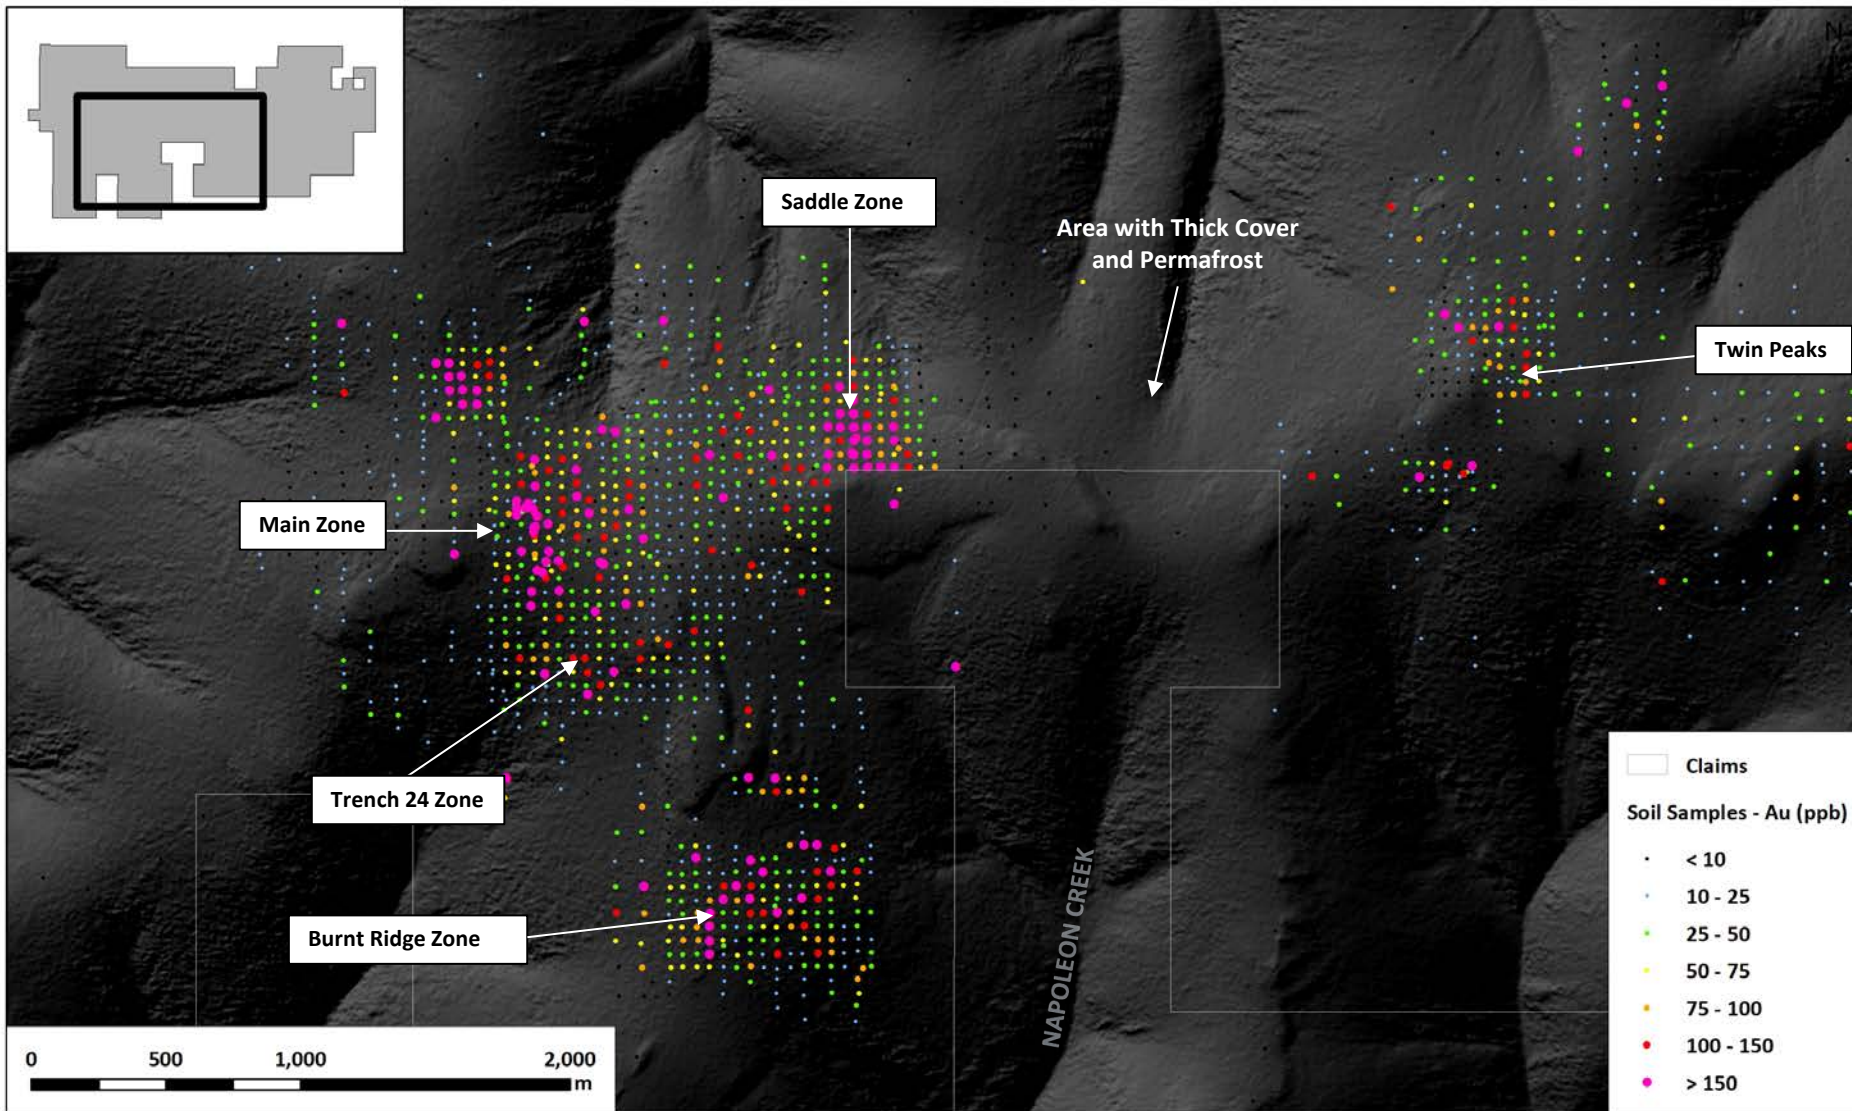 N
Saddle Zone
Area with Thick Cover
and Permafrost
Twin Peaks
Main Zone
Trench 24 Zone
Burnt Ridge Zone
NAPOLEON CREEK
Claims
Soil Samples - Au (ppb)
< 10
10 - 25
25 - 50
50 - 75
75 - 100
100 - 150
> 150
0 500 1,000 2,000
m